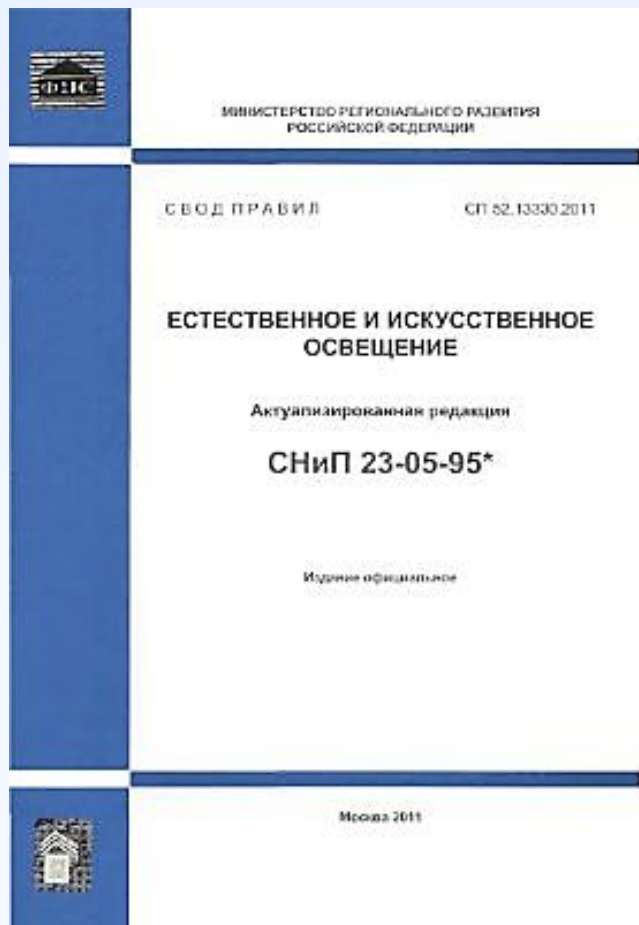 ФЦС
МИНИСТЕРСТВО РЕГИОНАЛЬНОГО РАЗВИТИЯ
РОССИЙСКОЙ ФЕДЕРАЦИИ
СВОД ПРАВИЛ СП 52.13330.2011
ЕСТЕСТВЕННОЕ И ИСКУССТВЕННОЕ
ОСВЕЩЕНИЕ
Актуализированная редакция
СНиП 23-05-95*
Издание официальное
Москва 2011